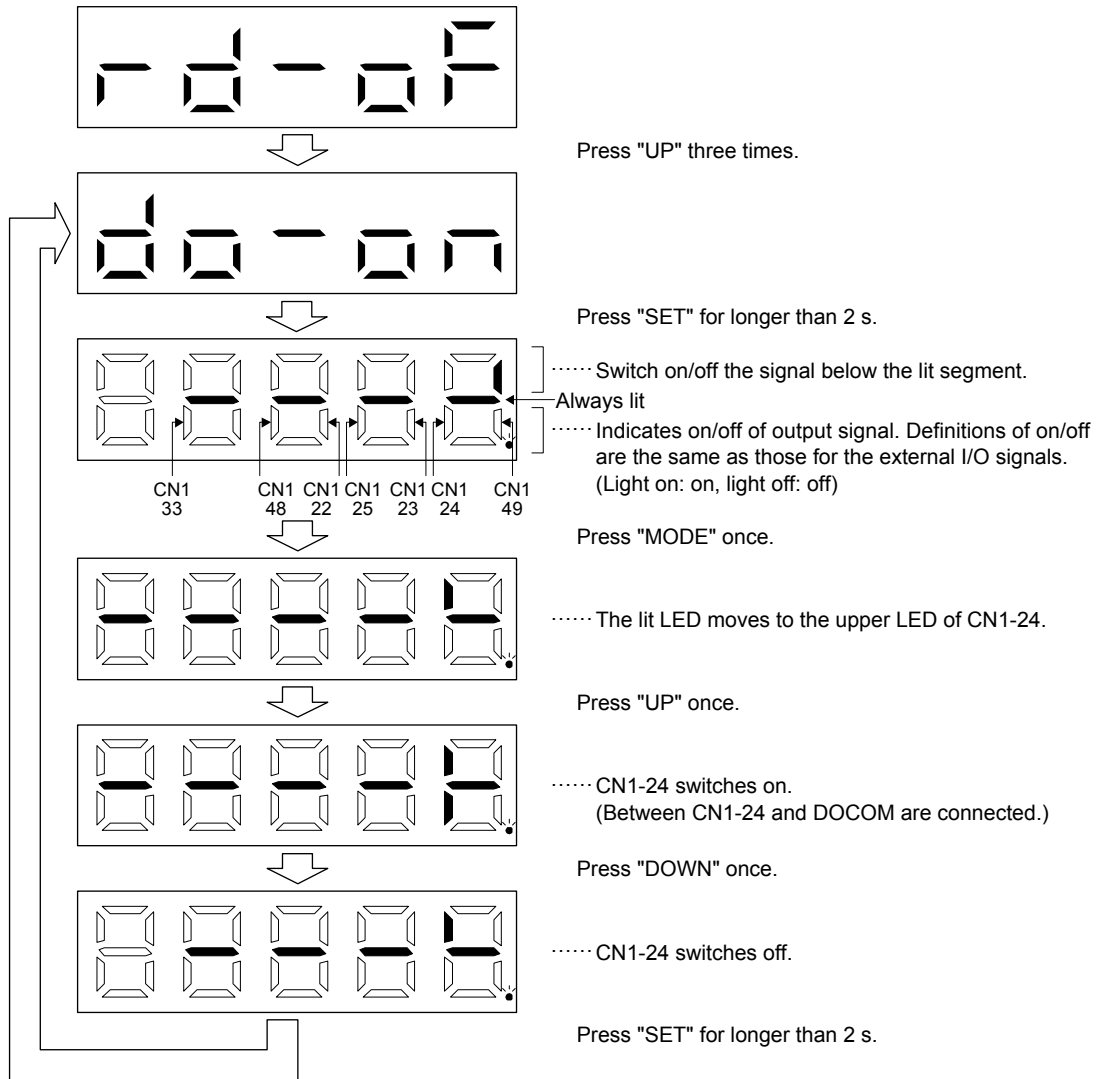 rd-oF
Press "UP" three times.
do-on
Press "SET" for longer than 2 s.
······ Switch on/off the signal below the lit segment.
Always lit
······ Indicates on/off of output signal. Definitions of on/off
are the same as those for the external I/O signals.
(Light on: on, light off: off)
CN1 CN1 CN1 CN1 CN1 CN1 CN1
33 48 22 25 23 24 49
Press "MODE" once.
······ The lit LED moves to the upper LED of CN1-24.
Press "UP" once.
······ CN1-24 switches on.
(Between CN1-24 and DOCOM are connected.)
Press "DOWN" once.
······ CN1-24 switches off.
Press "SET" for longer than 2 s.